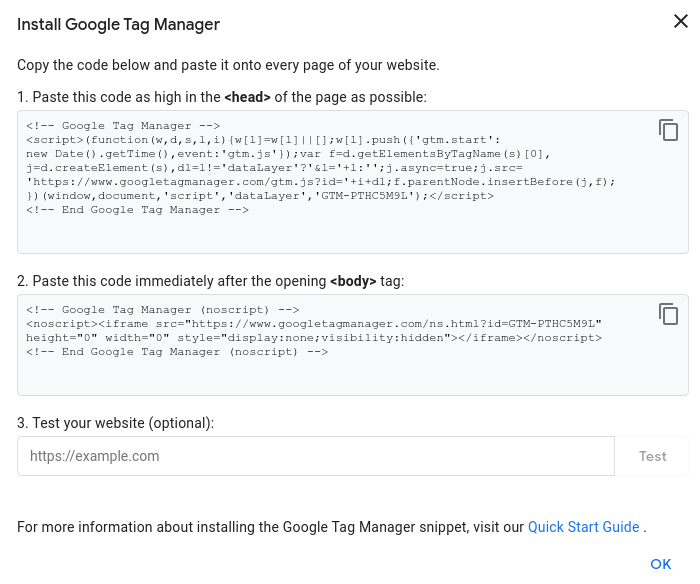 Install Google Tag Manager
Copy the code below and paste it onto every page of your website.
1. Paste this code as high in the <head> of the page as possible:
<!-- Google Tag Manager -->
<script>(function(w,d,s,l,i){w[l]=w[l]||[];w[l].push({'gtm.start':
new Date().getTime(),event:'gtm.js'});var f=d.getElementsByTagName(s)[0],
j=d.createElement(s),dl=l!='dataLayer'?'&l='+l:'';j.async=true;j.src=
'https://www.googletagmanager.com/gtm.js?id='+i+dl;f.parentNode.insertBefore(j,f);
})(window,document,'script','dataLayer','GTM-PTHC5M9L');</script>
<!-- End Google Tag Manager -->
2. Paste this code immediately after the opening <body> tag:
<!-- Google Tag Manager (noscript) -->
<noscript><iframe src="https://www.googletagmanager.com/ns.html?id=GTM-PTHC5M9L"
height="0" width="0" style="display:none;visibility:hidden"></iframe></noscript>
<!-- End Google Tag Manager (noscript) -->
3. Test your website (optional):
https://example.com
Test
For more information about installing the Google Tag Manager snippet, visit our Quick Start Guide .
OK